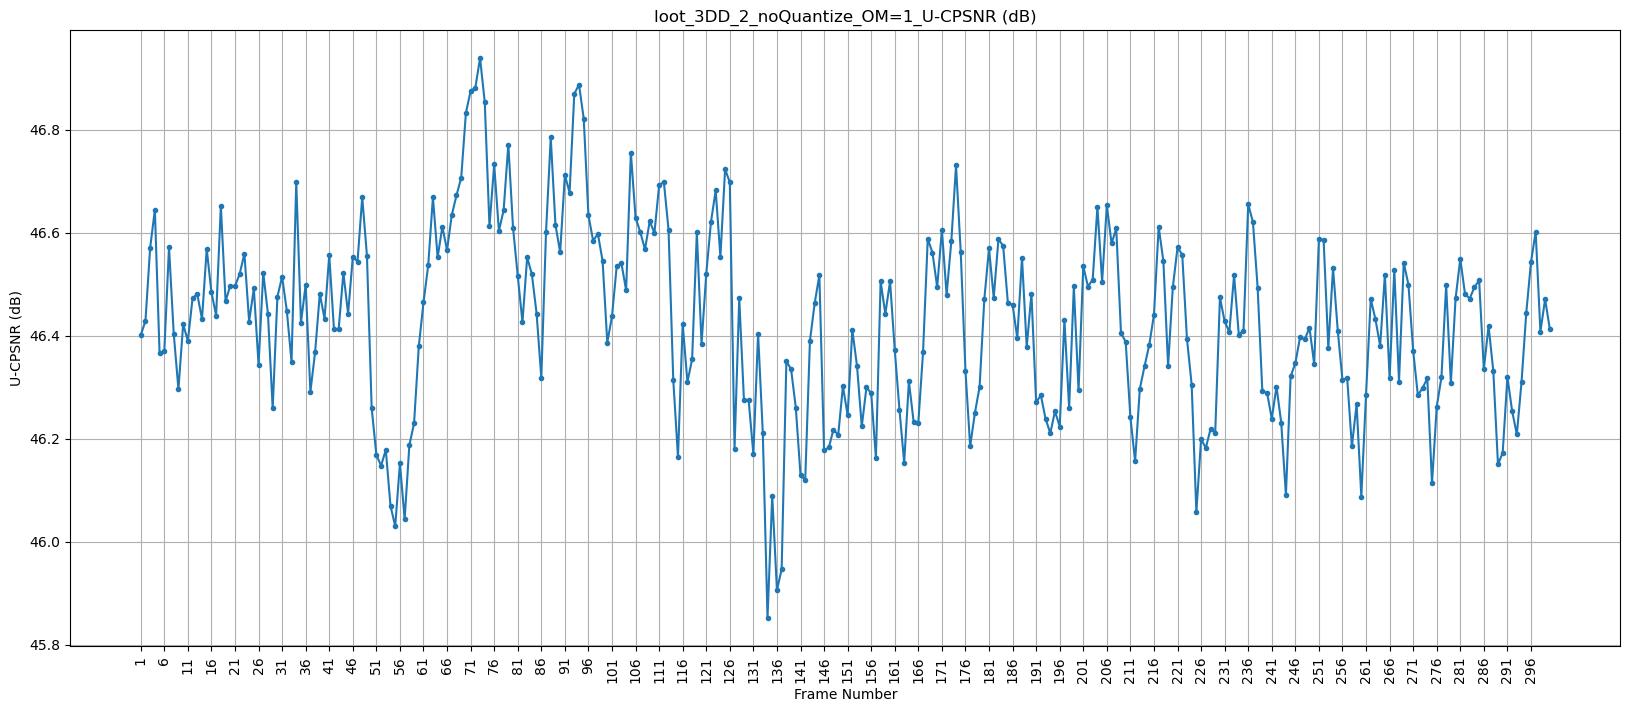 loot_3DD_2_noQuantize_OM=1_U-CPSNR (dB)
U-CPSNR (dB)
46.8
46.6
46.4
46.2
46.0
45.8
1 6 11 16 21 26 31 36 41 46 51 56 61 66 71 76 81 86 91 96 101 106 111 116 121 126 131 136 141 146 151 156 161 166 171 176 181 186 191 196 201 206 211 216 221 226 231 236 241 246 251 256 261 266 271 276 281 286 291 296
Frame Number